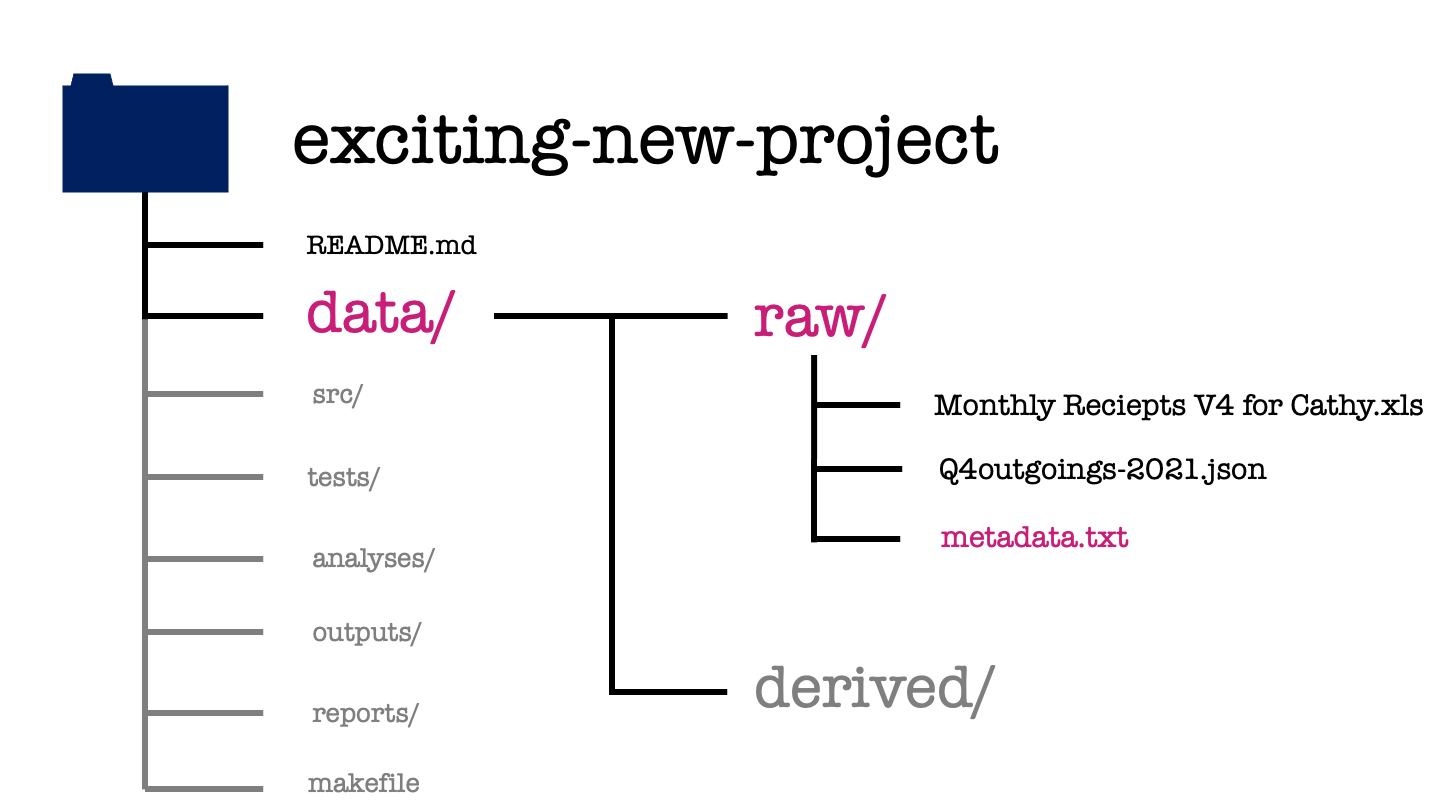 exciting-new-project
README.md
data/
raw/
src/
Monthly Reciepts V4 for Cathy.xls
Q4outgoings-2021.json
tests/
metadata.txt
analyses/
outputs/
derived/
reports/
makefile